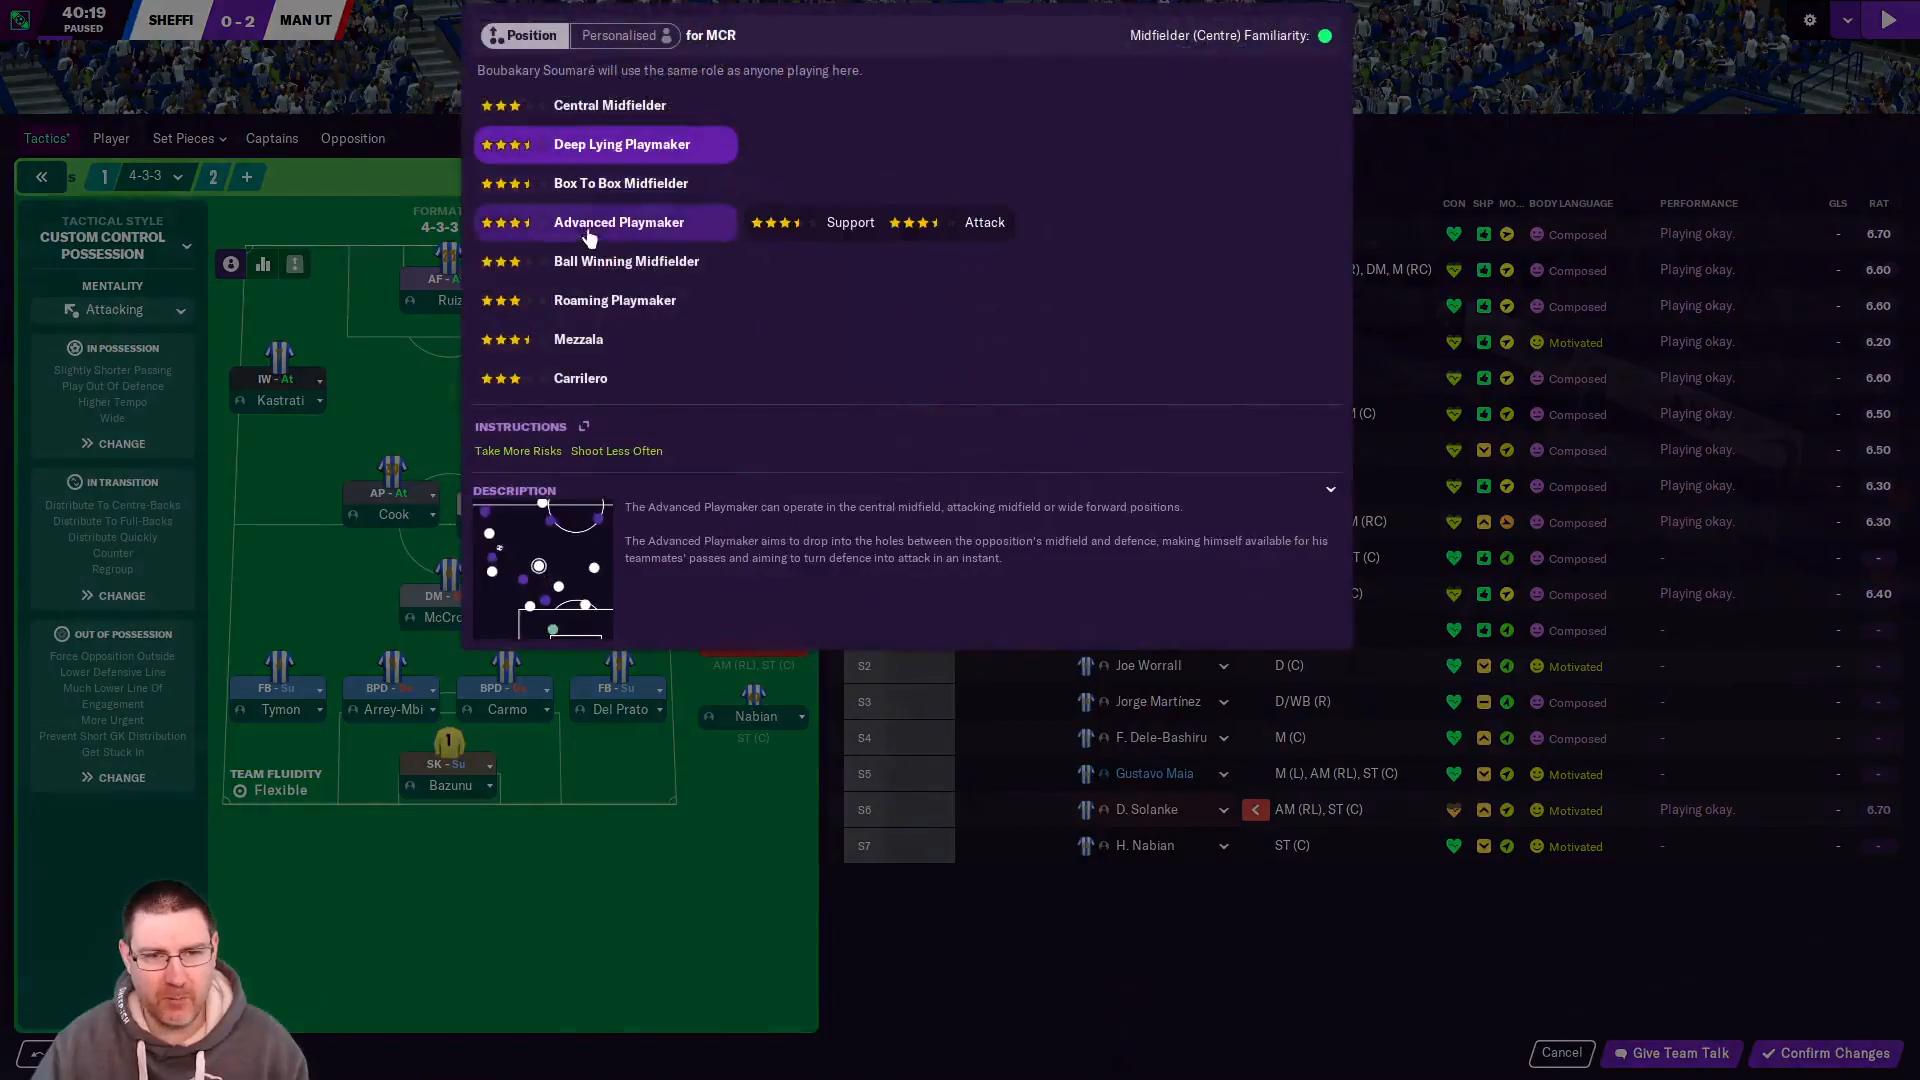 40:19
PAUSED
SHEFFI
0 - 2
MAN UT
Position
Personalised
for MCR
Midfielder (Centre) Familiarity:
Boubakary Soumaré will use the same role as anyone playing here.
Central Midfielder
Deep Lying Playmaker
Box To Box Midfielder
Advanced Playmaker
Support
Attack
Ball Winning Midfielder
Roaming Playmaker
Mezzala
Carrilero
INSTRUCTIONS
Take More Risks Shoot Less Often
DESCRIPTION
The Advanced Playmaker can operate in the central midfield, attacking midfield or wide forward positions.
The Advanced Playmaker aims to drop into the holes between the opposition's midfield and defence, making himself available for his
teammates' passes and aiming to turn defence into attack in an instant.
Tactics*
Player
Set Pieces
Captains
Opposition
1
4-3-3
2
+
TACTICAL STYLE
CUSTOM CONTROL
POSSESSION
MENTALITY
Attacking
IN POSSESSION
Slightly Shorter Passing
Play Out Of Defence
Higher Tempo
Wide
CHANGE
IN TRANSITION
Distribute To Centre-Backs
Distribute To Full-Backs
Distribute Quickly
Counter
Regroup
CHANGE
OUT OF POSSESSION
Force Opposition Outside
Lower Defensive Line
Much Lower Line Of
Engagement
More Urgent
Prevent Short GK Distribution
Get Stuck In
CHANGE
4-3-3
AF - A
Ruiz
IW - At
Kastrati
AP - At
Cook
DM -
McCro
FB - Su
Tymon
BPD - De
Arrey-Mbi
BPD - De
Carmo
FB - Su
Del Prato
1
SK - Su
Bazunu
TEAM FLUIDITY
Flexible
AM (RL), ST (C)
Nabian
ST (C)
CON SHP MO... BODY LANGUAGE PERFORMANCE GLS RAT
Composed Playing okay. - 6.70
R), DM, M (RC) Composed Playing okay. - 6.60
Composed Playing okay. - 6.60
Motivated Playing okay. - 6.20
Composed Playing okay. - 6.60
M (C) Composed Playing okay. - 6.50
Composed Playing okay. - 6.50
Composed Playing okay. - 6.30
M (RC) Composed Playing okay. - 6.30
T (C) Composed - - -
C) Composed Playing okay. - 6.40
Composed - - -
S2 Joe Worrall D (C) Motivated - - -
S3 Jorge Martínez D/WB (R) Composed - - -
S4 F. Dele-Bashiru M (C) Composed - - -
S5 Gustavo Maia M (L), AM (RL), ST (C) Motivated - - -
S6 D. Solanke AM (RL), ST (C) Motivated Playing okay. - 6.70
S7 H. Nabian ST (C) Motivated - - -
Cancel
Give Team Talk
Confirm Changes